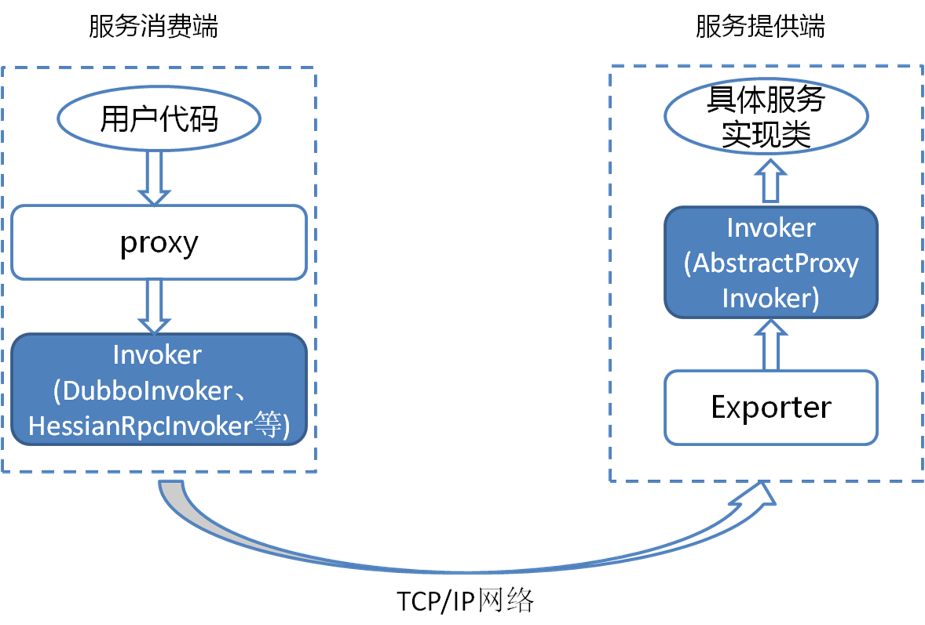 服务消费端
用户代码
proxy
Invoker
(DubboInvoker、
HessianRpcInvoker等)
服务提供端
具体服务
实现类
Invoker
(AbstractProxy
Invoker)
Exporter
TCP/IP网络